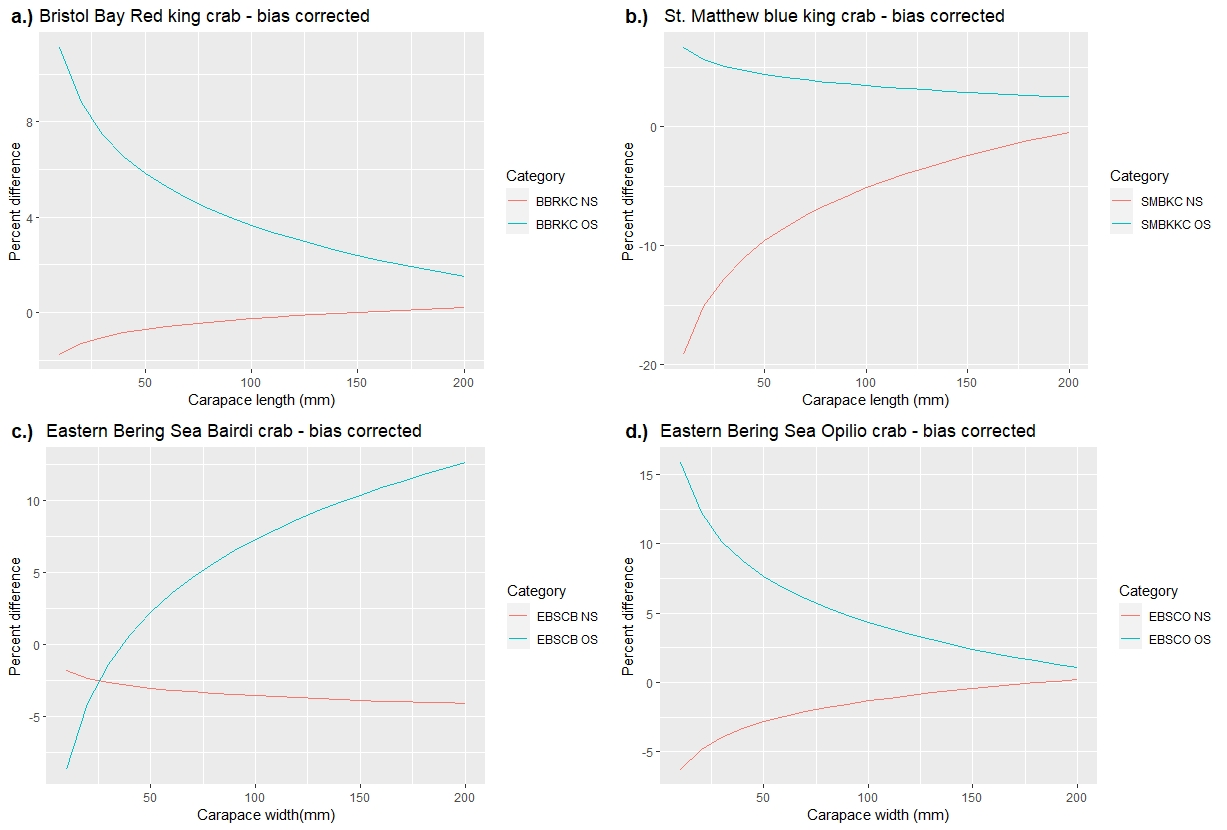 a.) Bristol Bay Red king crab - bias corrected
Percent difference
8
4
0
50 100 150 200
Carapace length (mm)
Category
BBRKC NS
BBRKC OS
b.) St. Matthew blue king crab - bias corrected
Percent difference
0
-10
-20
50 100 150 200
Carapace length (mm)
Category
SMBKC NS
SMBKKC OS
c.) Eastern Bering Sea Bairdi crab - bias corrected
Percent difference
10
5
0
-5
50 100 150 200
Carapace width(mm)
Category
EBSCB NS
EBSCB OS
d.) Eastern Bering Sea Opilio crab - bias corrected
Percent difference
15
10
5
0
-5
50 100 150 200
Carapace width (mm)
Category
EBSCO NS
EBSCO OS